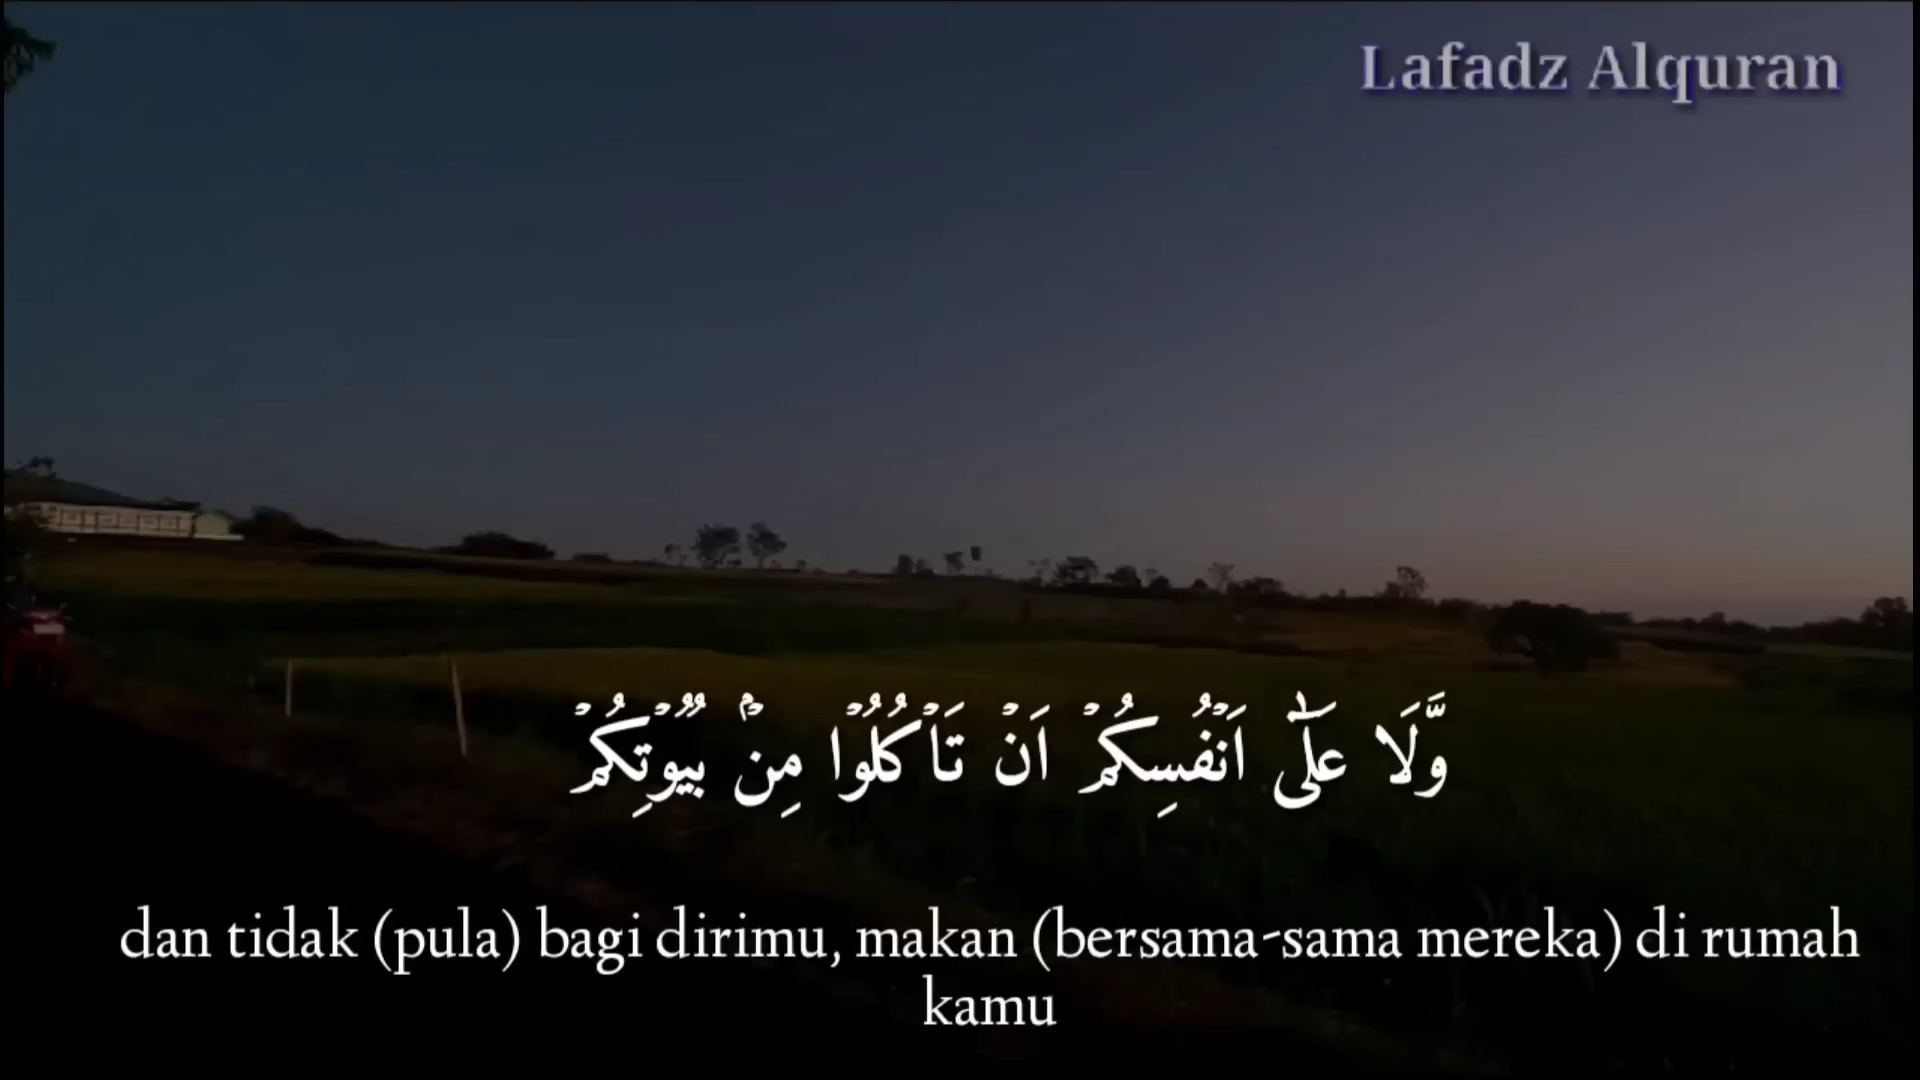 Lafadz Alquran
وَّلَا عَلٰٓى اَنْفُسِكُمْ اَنْ تَأْكُلُوْا مِنْۢ بُيُوْتِكُمْ
dan tidak (pula) bagi dirimu, makan (bersama-sama mereka) di rumah
kamu